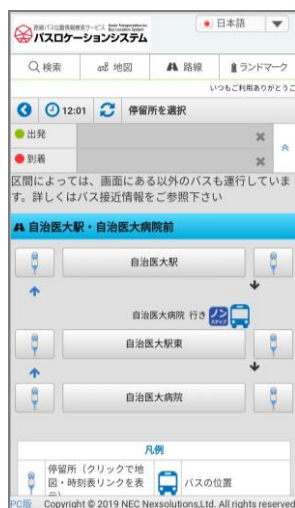 路線バス位置情報検索サービス
バスロケーションシステム
日本語
検索
地図
路線
ランドマーク
いつもご利用ありがとうご
12:01
停留所を選択
出発
到着
区間によっては、画面にある以外のバスも運行していま
す。詳しくはバス接近情報をご参照下さい
自治医大駅・自治医大病院前
自治医大駅
自治医大病院 行き
ノン
ステップ
自治医大駅東
自治医大病院
凡例
停留所（クリックで地
図・時刻表リンクを表
示）
バスの位置
PC版
Copyright © 2019 NEC Nexsolutions,Ltd. All rights reserved